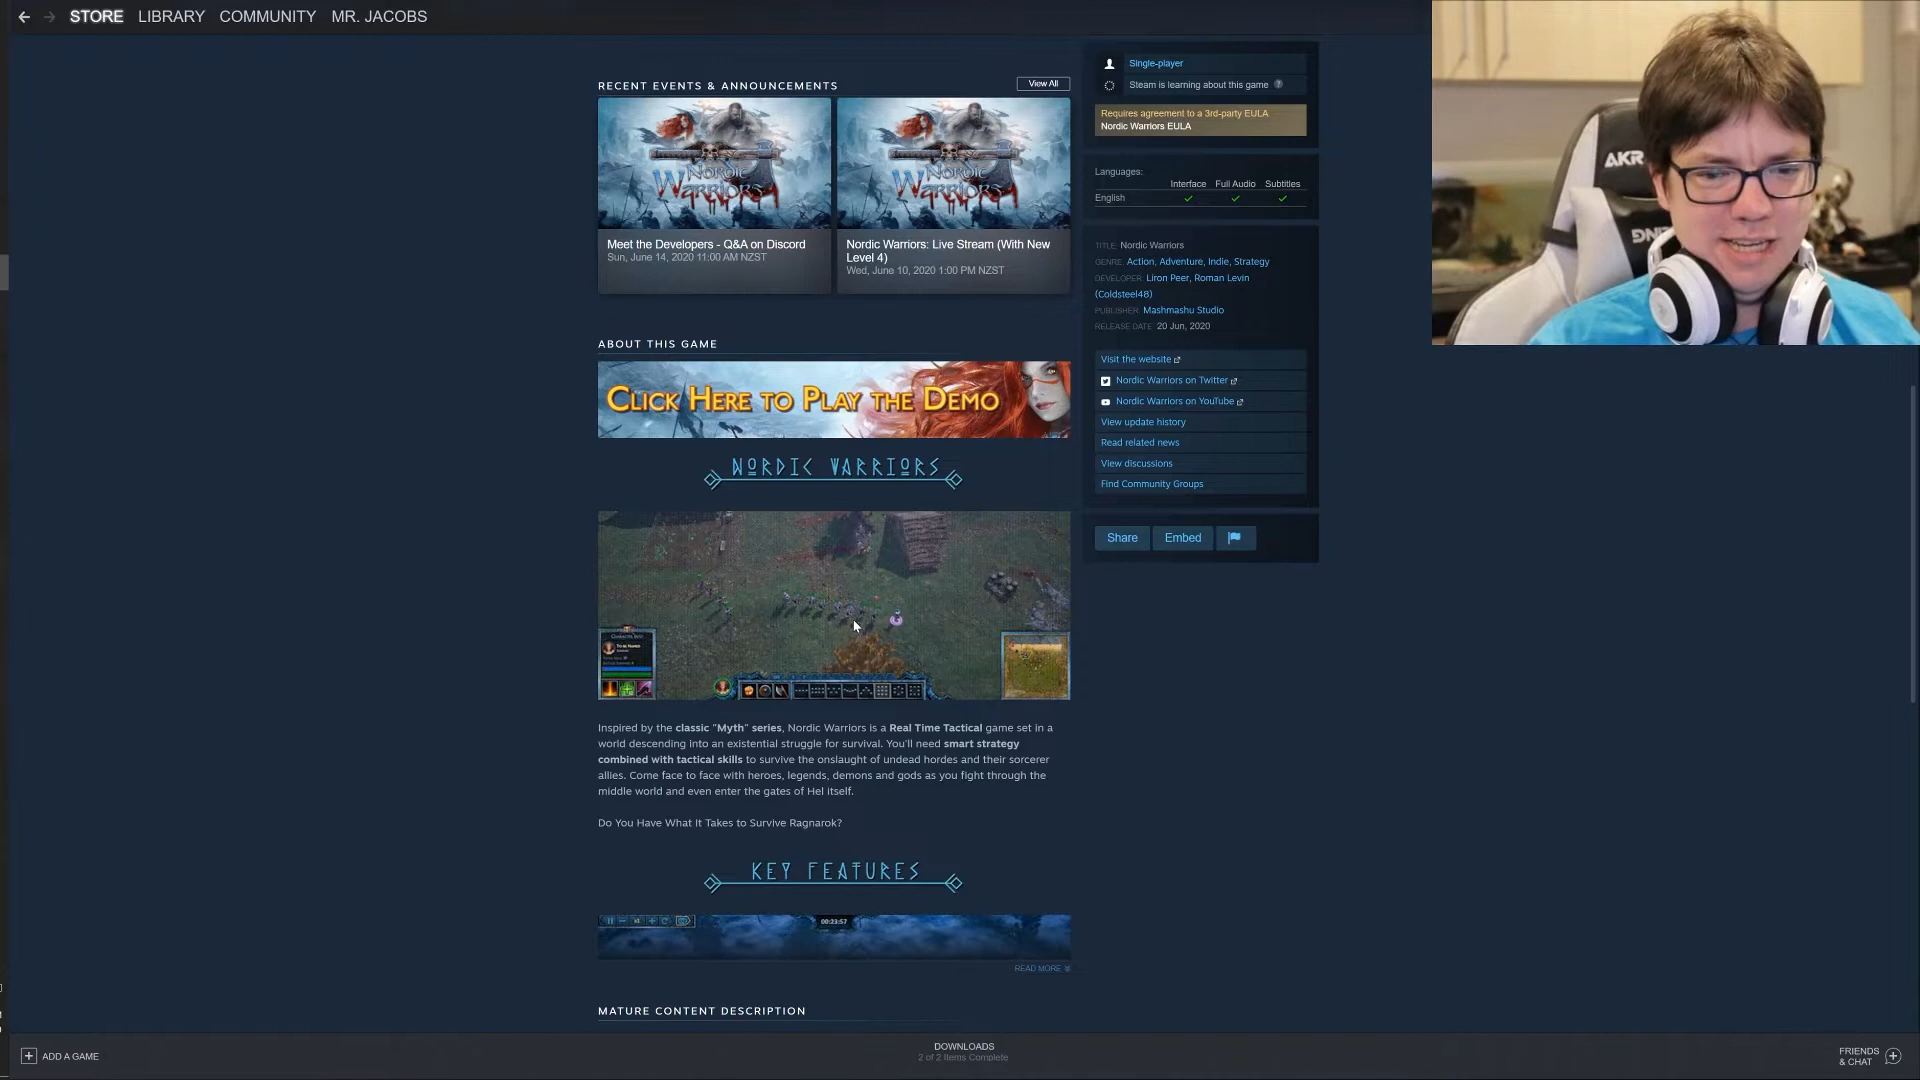 STORE LIBRARY COMMUNITY MR. JACOBS
RECENT EVENTS & ANNOUNCEMENTS
View All
NORDIC WARRIORS
NORDIC WARRIORS
Meet the Developers - Q&A on Discord
Sun, June 14, 2020 11:00 AM NZST
Nordic Warriors: Live Stream (With New
Level 4)
Wed, June 10, 2020 1:00 PM NZST
ABOUT THIS GAME
CLICK HERE TO PLAY THE DEMO
NORDIC WARRIORS
Inspired by the classic "Myth" series, Nordic Warriors is a Real Time Tactical game set in a
world descending into an existential struggle for survival. You'll need smart strategy
combined with tactical skills to survive the onslaught of undead hordes and their sorcerer
allies. Come face to face with heroes, legends, demons and gods as you fight through the
middle world and even enter the gates of Hel itself.
Do You Have What It Takes to Survive Ragnarok?
KEY FEATURES
x1
00:23:57
READ MORE
MATURE CONTENT DESCRIPTION
Single-player
Steam is learning about this game ?
Requires agreement to a 3rd-party EULA
Nordic Warriors EULA
Languages:
Interface Full Audio Subtitles
English
TITLE: Nordic Warriors
GENRE: Action, Adventure, Indie, Strategy
DEVELOPER: Liron Peer, Roman Levin
(Coldsteel48)
PUBLISHER: Mashmashu Studio
RELEASE DATE: 20 Jun, 2020
Visit the website
Nordic Warriors on Twitter
Nordic Warriors on YouTube
View update history
Read related news
View discussions
Find Community Groups
Share Embed
AKR
ADD A GAME
DOWNLOADS
2 of 2 Items Complete
FRIENDS
& CHAT